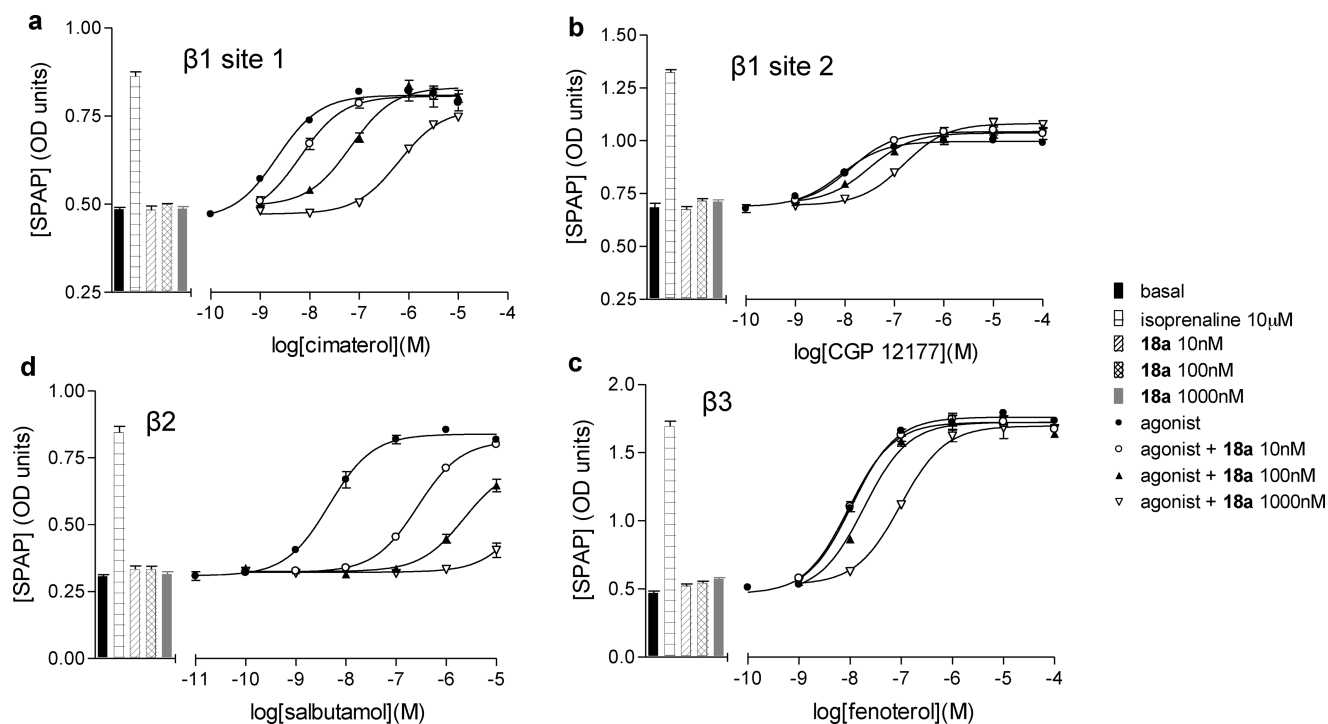 a
β1 site 1
[SPAP] (OD units)
1.00
0.75
0.50
0.25
-10 -9 -8 -7 -6 -5 -4
log[cimaterol](M)
b
β1 site 2
[SPAP] (OD units)
1.50
1.25
1.00
0.75
0.50
0.25
-10 -9 -8 -7 -6 -5 -4
log[CGP 12177](M)
d
β2
[SPAP] (OD units)
1.00
0.75
0.50
0.25
0.00
-11 -10 -9 -8 -7 -6 -5
log[salbutamol](M)
c
β3
[SPAP] (OD units)
2.0
1.5
1.0
0.5
0.0
-10 -9 -8 -7 -6 -5 -4
log[fenoterol](M)
basal
isoprenaline 10μM
18a 10nM
18a 100nM
18a 1000nM
agonist
agonist + 18a 10nM
agonist + 18a 100nM
agonist + 18a 1000nM